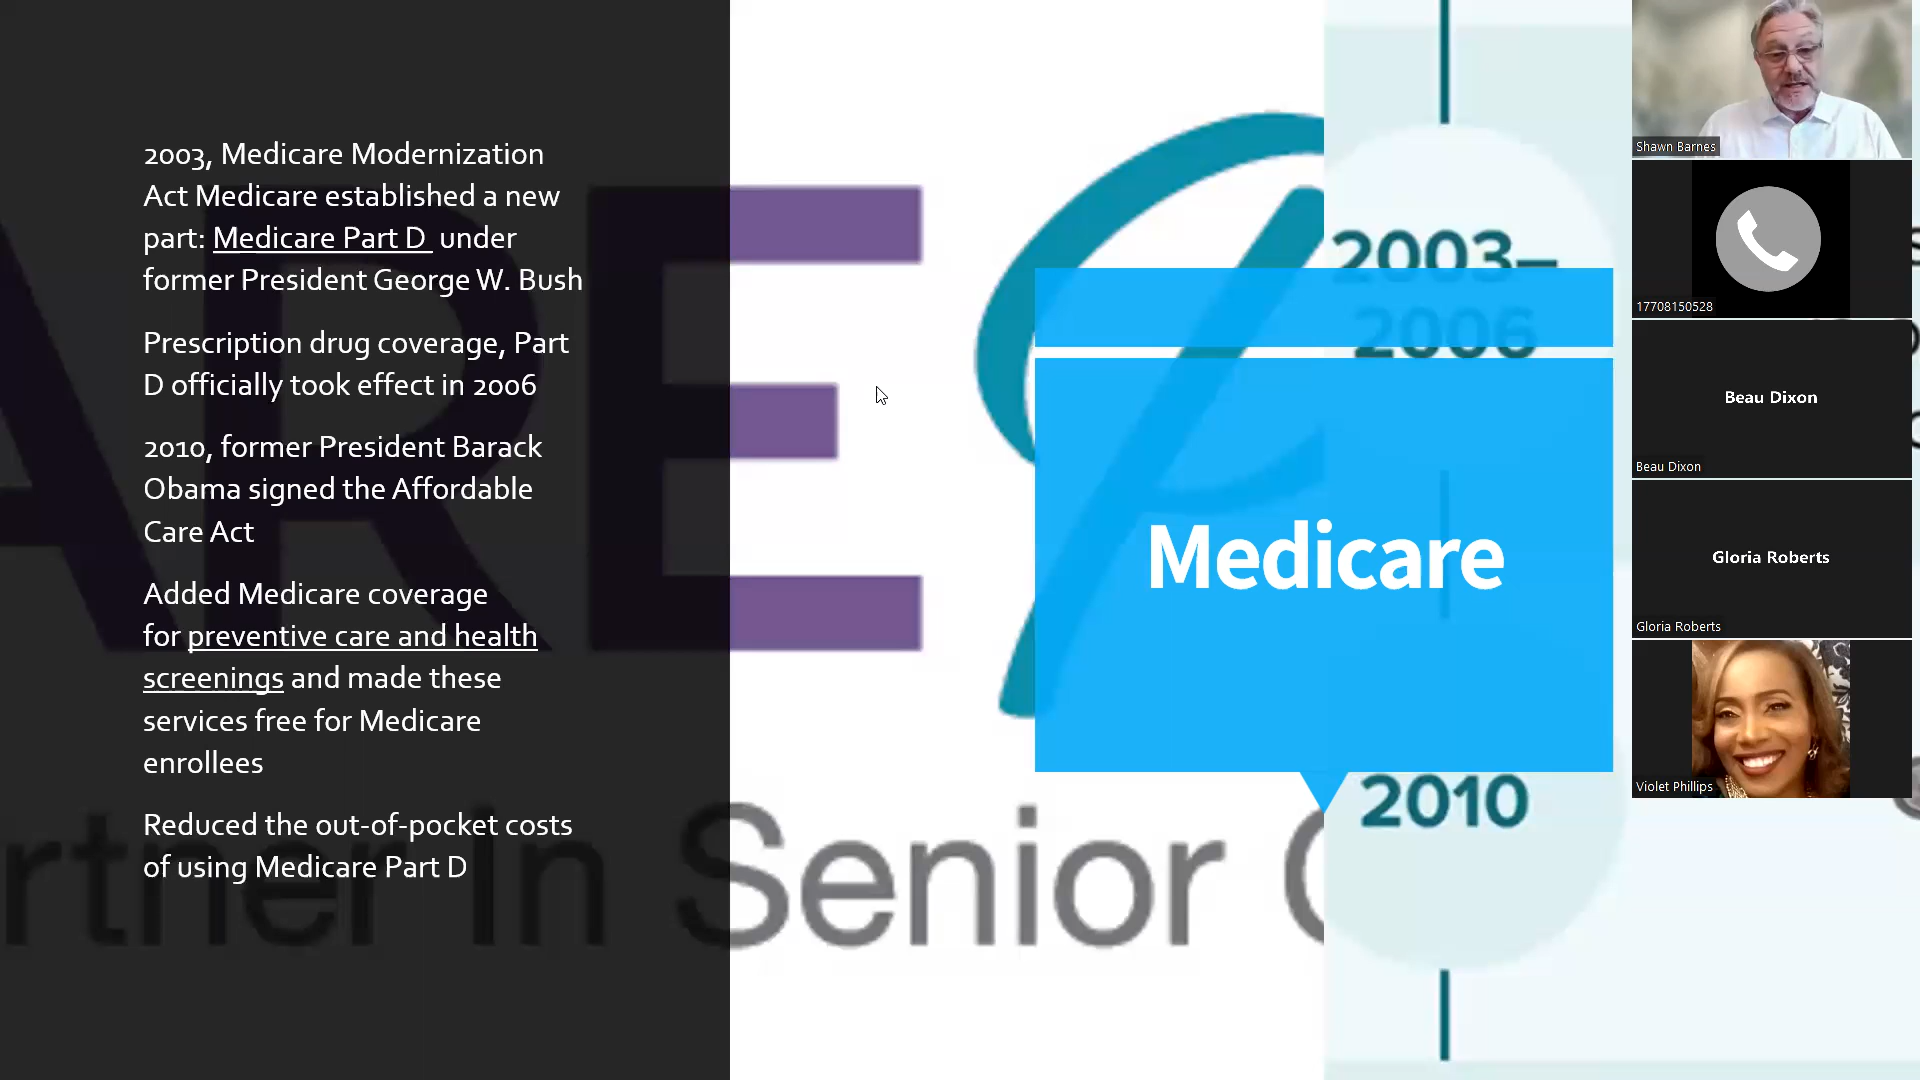 2003, Medicare Modernization
Act Medicare established a new
part: Medicare Part D under
former President George W. Bush
Prescription drug coverage, Part
D officially took effect in 2006
2010, former President Barack
Obama signed the Affordable
Care Act
Added Medicare coverage
for preventive care and health
screenings and made these
services free for Medicare
enrollees
Reduced the out-of-pocket costs
of using Medicare Part D
ARE
rtner In Senior C
2003–
2006
Medicare
2010
Shawn Barnes
17708150528
Beau Dixon
Beau Dixon
Gloria Roberts
Gloria Roberts
Violet Phillips